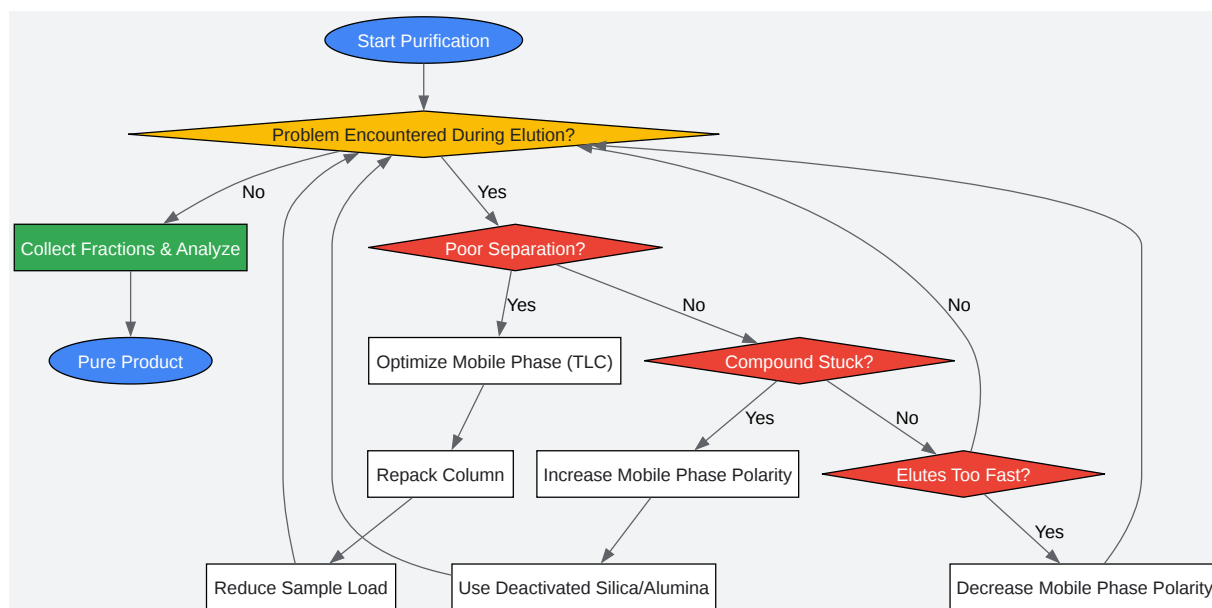 Start Purification
Problem Encountered During Elution?
No
Yes
Collect Fractions & Analyze
Poor Separation?
No
Yes
No
Pure Product
Optimize Mobile Phase (TLC)
Compound Stuck?
Yes
No
Repack Column
Increase Mobile Phase Polarity
Elutes Too Fast?
Yes
Reduce Sample Load
Use Deactivated Silica/Alumina
Decrease Mobile Phase Polarity